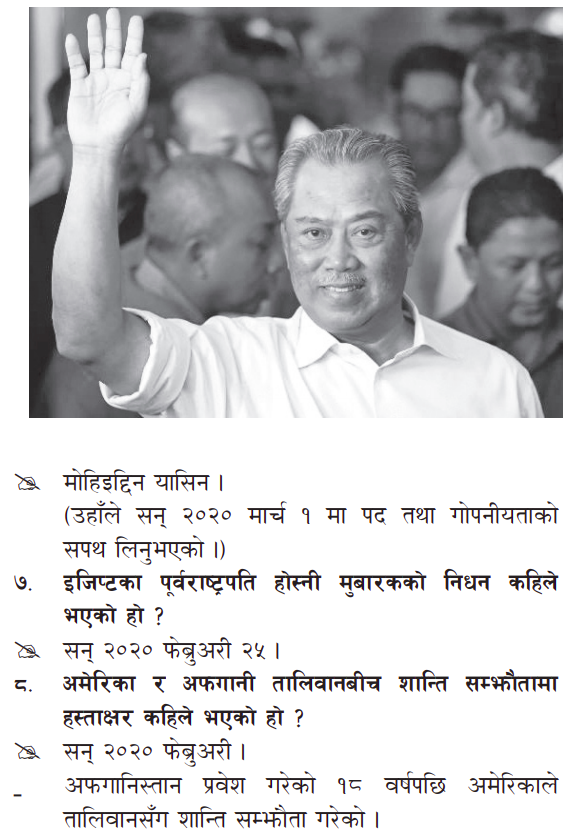 मोहिइद्दिन यासिन ।
(उहाँले सन् २०२० मार्च १ मा पद तथा गोपनीयताको
सपथ लिनुभएको ।)
७. इजिप्टका पूर्वराष्ट्रपति होस्नी मुबारकको निधन कहिले
भएको हो ?
सन् २०२० फेब्रुअरी २५ ।
८. अमेरिका र अफगानी तालिवानबीच शान्ति सम्झौतामा
हस्ताक्षर कहिले भएको हो ?
सन् २०२० फेब्रुअरी ।
- अफगानिस्तान प्रवेश गरेको १८ वर्षपछि अमेरिकाले
तालिवानसँग शान्ति सम्झौता गरेको ।